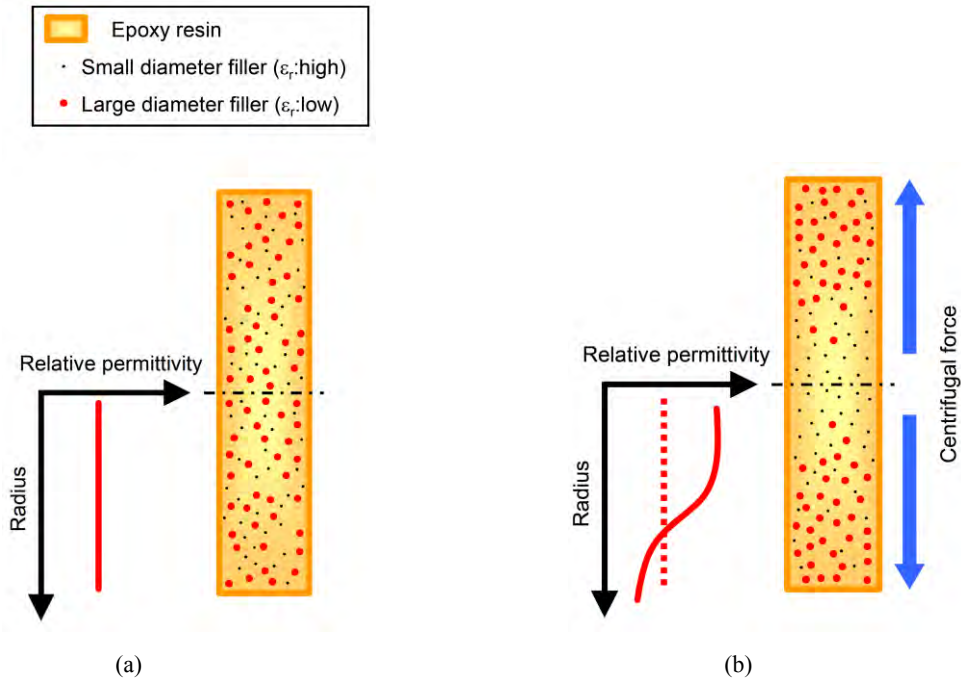 Epoxy resin
Small diameter filler (εr:high)
Large diameter filler (εr:low)
Relative permittivity
Radius
(a)
Relative permittivity
Radius
Centrifugal force
(b)